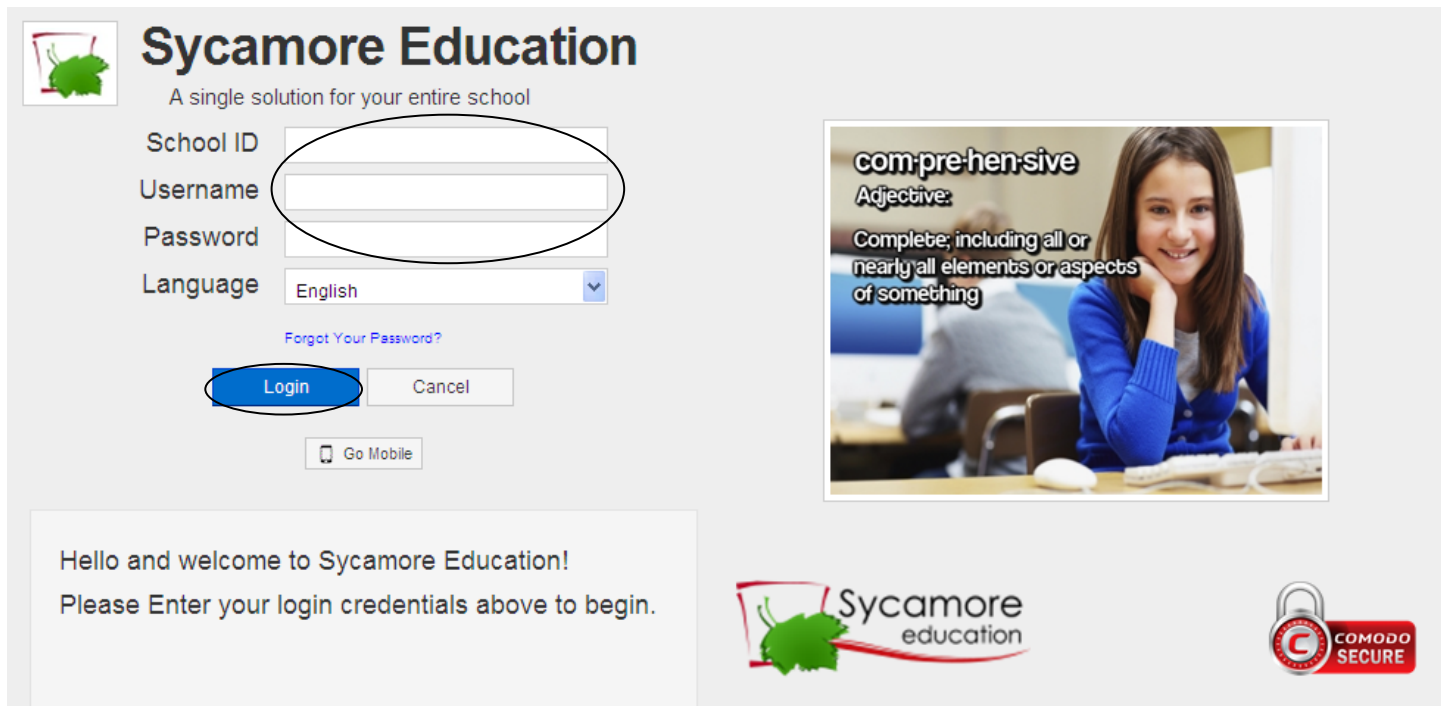 Sycamore Education
A single solution for your entire school
School ID
Username
Password
Language
English
Forgot Your Password?
Login
Cancel
Go Mobile
com·pre·hen·sive
Adjective:
Complete; including all or
nearly all elements or aspects
of something
Hello and welcome to Sycamore Education!
Please Enter your login credentials above to begin.
Sycamore
education
C
COMODO
SECURE